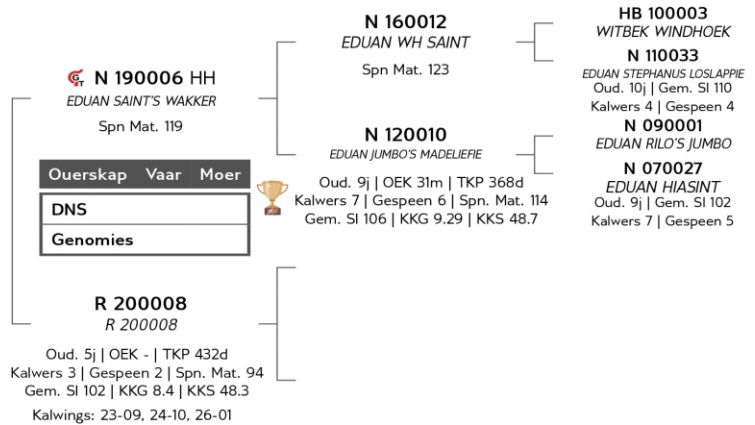 N 160012
EDUAN WH SAINT
Spn Mat. 123
HB 100003
WITBEK WINDHOEK
N 110033
EDUAN STEPHANUS LOSLAPPIE
Oud. 10j | Gem. SI 110
Kalwers 4 | Gespeen 4
GT N 190006 HH
EDUAN SAINT'S WAKKER
Spn Mat. 119
N 120010
EDUAN JUMBO'S MADELIEFIE
Oud. 9j | OEK 31m | TKP 368d
Kalwers 7 | Gespeen 6 | Spn. Mat. 114
Gem. SI 106 | KKG 9.29 | KKS 48.7
N 090001
EDUAN RILO'S JUMBO
N 070027
EDUAN HIASINT
Oud. 9j | Gem. SI 102
Kalwers 7 | Gespeen 5
Ouerskap Vaar Moer
DNS
Genomies
R 200008
R 200008
Oud. 5j | OEK - | TKP 432d
Kalwers 3 | Gespeen 2 | Spn. Mat. 94
Gem. SI 102 | KKG 8.4 | KKS 48.3
Kalwings: 23-09, 24-10, 26-01